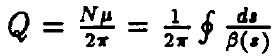 Q = \frac{N\mu}{2\pi} = \frac{1}{2\pi} \oint \frac{ds}{\beta(s)}